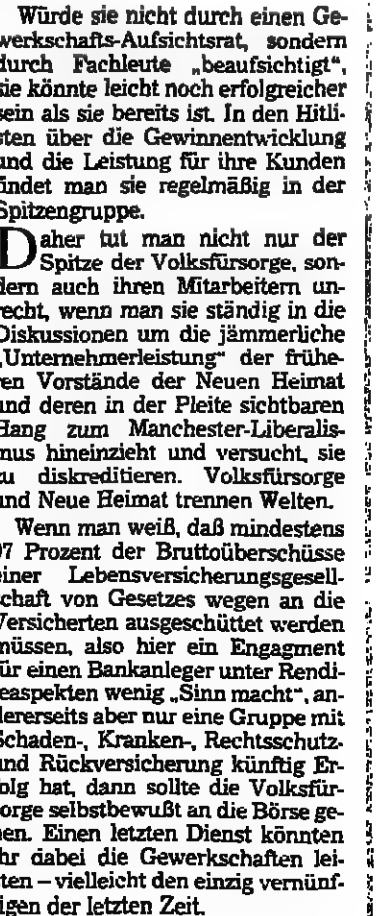 Würde sie nicht durch einen Ge-
werkschafts-Aufsichtsrat, sondern
durch Fachleute „beaufsichtigt“,
sie könnte leicht noch erfolgreicher
sein als sie bereits ist. In den Hitli-
sten über die Gewinnentwicklung
und die Leistung für ihre Kunden
findet man sie regelmäßig in der
Spitzengruppe.
Daher tut man nicht nur der
Spitze der Volksfürsorge, son-
dern auch ihren Mitarbeitern un-
recht, wenn man sie ständig in die
Diskussionen um die jämmerliche
„Unternehmerleistung“ der frühe-
ren Vorstände der Neuen Heimat
und deren in der Pleite sichtbaren
Hang zum Manchester-Liberalis-
mus hineinzieht und versucht, sie
zu diskreditieren. Volksfürsorge
und Neue Heimat trennen Welten.
Wenn man weiß, daß mindestens
97 Prozent der Bruttoüberschüsse
einer Lebensversicherungsgesell-
schaft von Gesetzes wegen an die
Versicherten ausgeschüttet werden
müssen, also hier ein Engagment
für einen Bankanleger unter Rendi-
teaspekten wenig „Sinn macht“, an-
dererseits aber nur eine Gruppe mit
Schaden-, Kranken-, Rechtsschutz-
und Rückversicherung künftig Er-
folg hat, dann sollte die Volksfür-
sorge selbstbewußt an die Börse ge-
hen. Einen letzten Dienst könnten
ihr dabei die Gewerkschaften lei-
sten – vielleicht den einzig vernünf-
tigen der letzten Zeit.